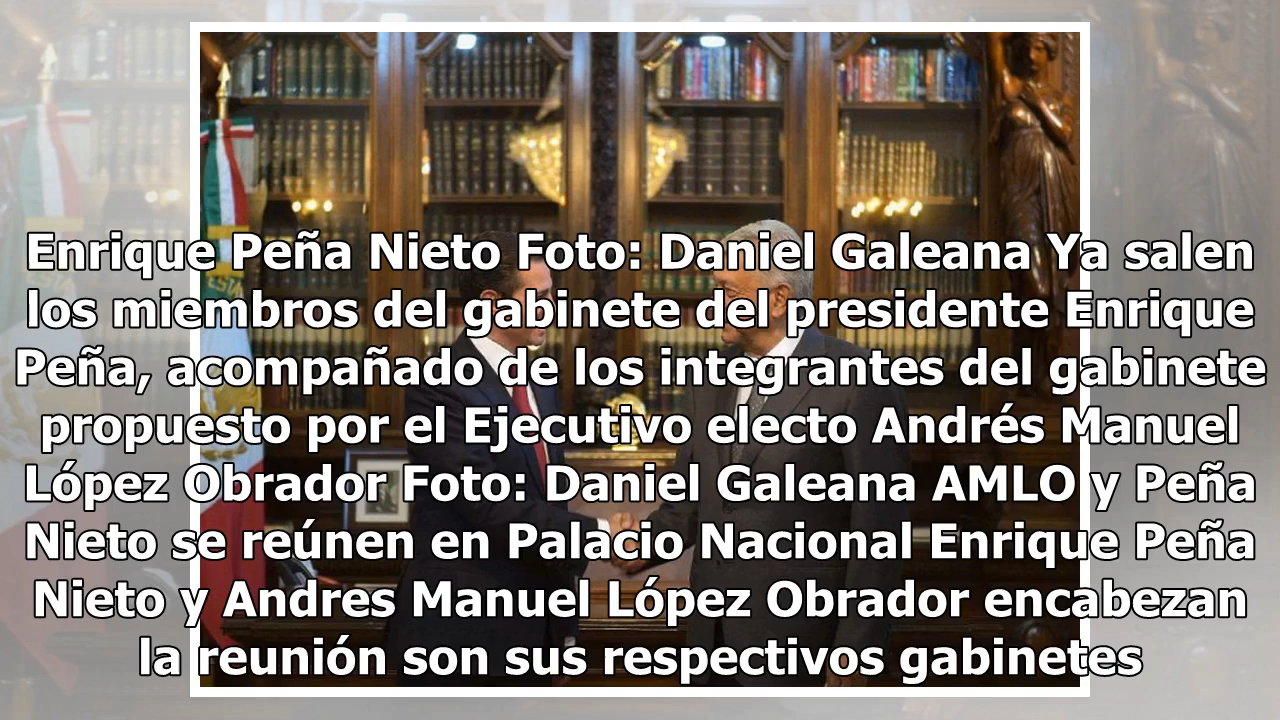 Enrique Peña Nieto Foto: Daniel Galeana Ya salen
los miembros del gabinete del presidente Enrique
Peña, acompañado de los integrantes del gabinete
propuesto por el Ejecutivo electo Andrés Manuel
López Obrador Foto: Daniel Galeana AMLO y Peña
Nieto se reúnen en Palacio Nacional Enrique Peña
Nieto y Andres Manuel López Obrador encabezan
la reunión son sus respectivos gabinetes